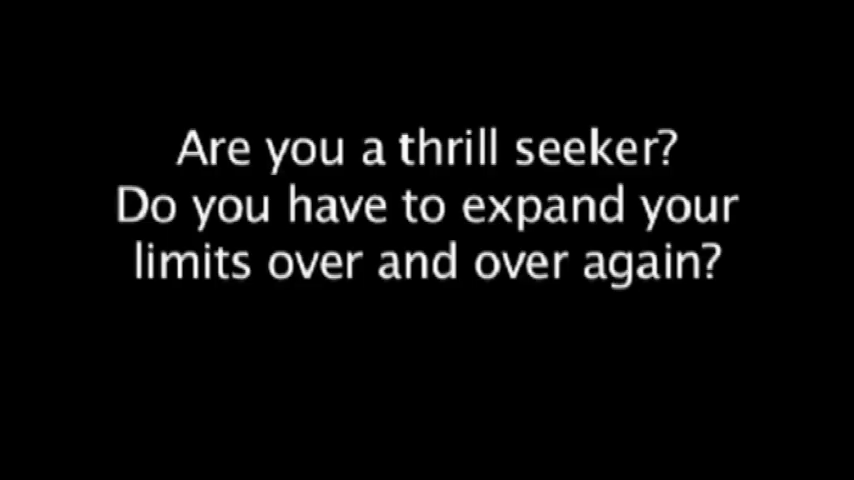 Are you a thrill seeker?
Do you have to expand your
limits over and over again?